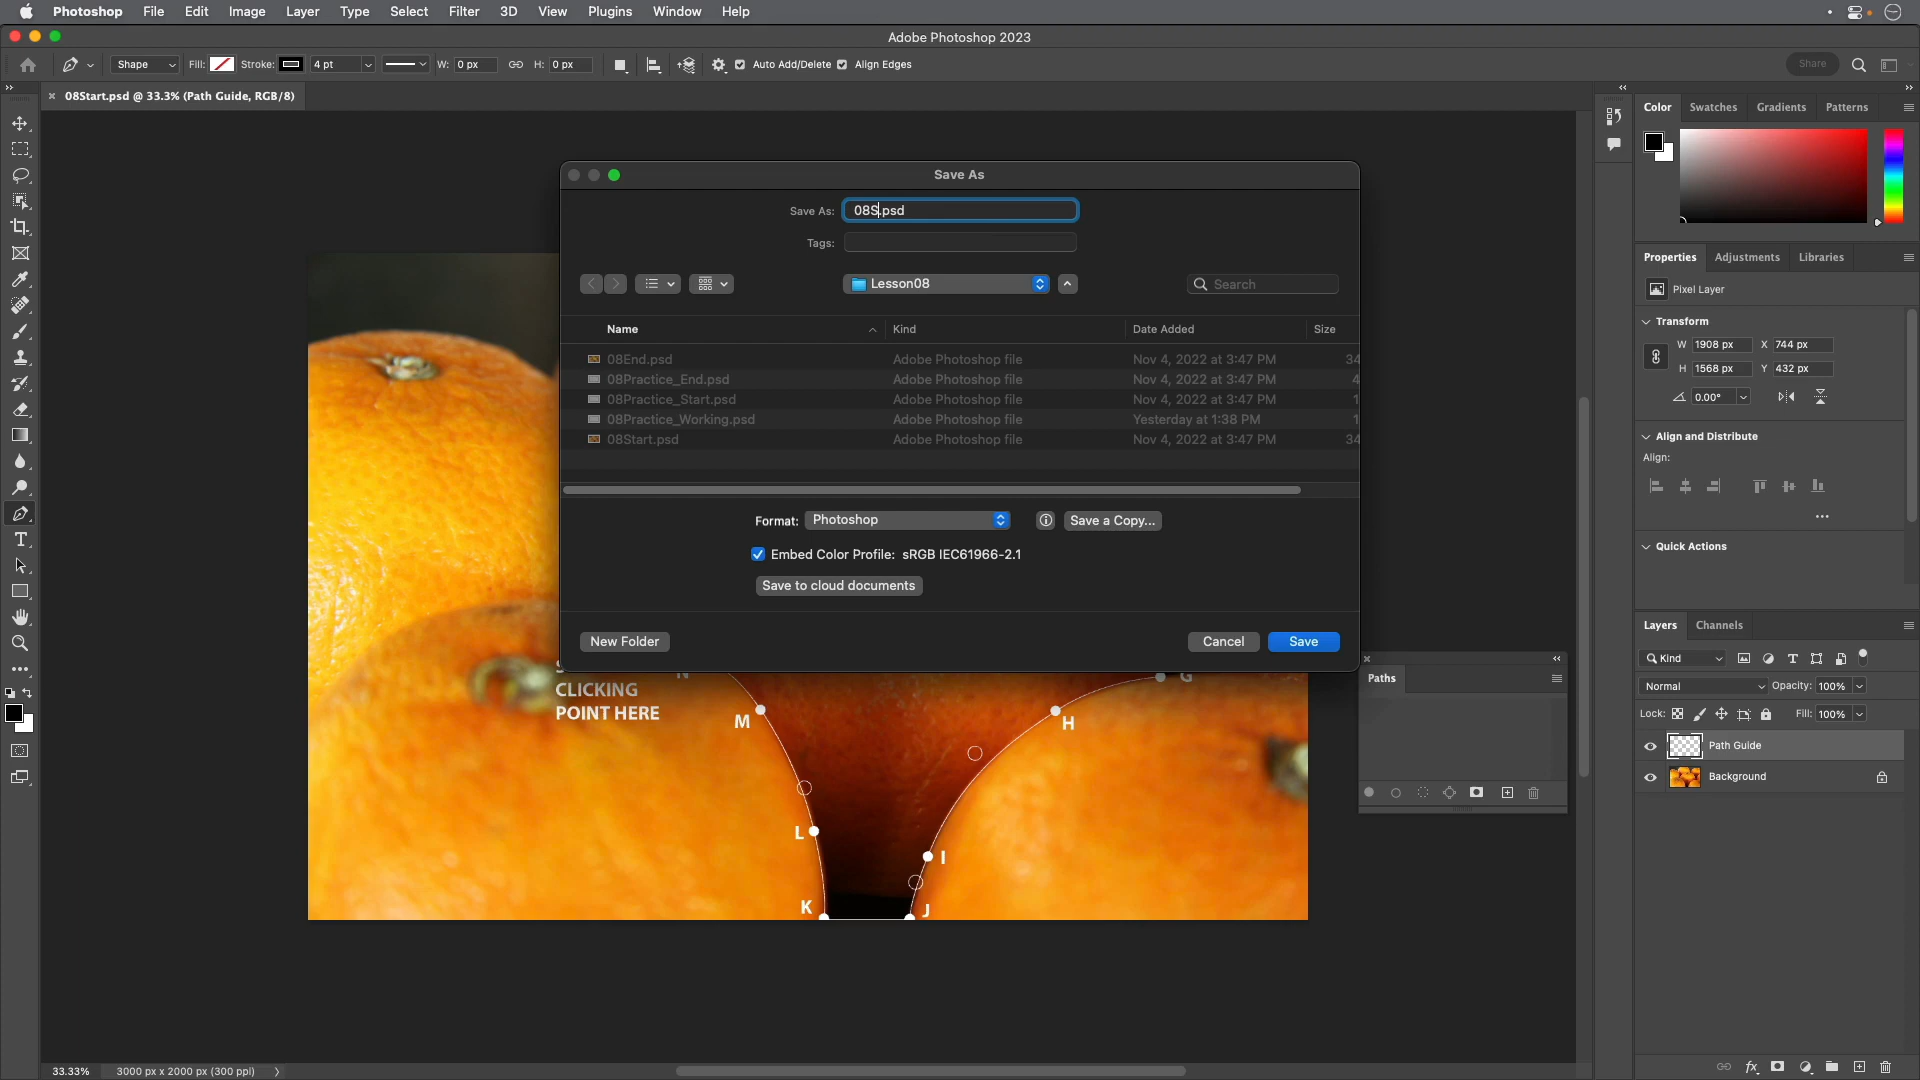 Photoshop File Edit Image Layer Type Select Filter 3D View Plugins Window Help
Adobe Photoshop 2023
Shape Fill: Stroke: 4 pt W: 0 px H: 0 px Auto Add/Delete Align Edges Share
08Start.psd @ 33.3% (Path Guide, RGB/8)
Color Swatches Gradients Patterns
Save As
Save As: 08S.psd
Tags:
Lesson08 Search
Name Kind Date Added Size
08End.psd Adobe Photoshop file Nov 4, 2022 at 3:47 PM 34
08Practice_End.psd Adobe Photoshop file Nov 4, 2022 at 3:47 PM 4
08Practice_Start.psd Adobe Photoshop file Nov 4, 2022 at 3:47 PM 1
08Practice_Working.psd Adobe Photoshop file Yesterday at 1:38 PM 1
08Start.psd Adobe Photoshop file Nov 4, 2022 at 3:47 PM 34
Format: Photoshop Save a Copy...
Embed Color Profile: sRGB IEC61966-2.1
Save to cloud documents
New Folder Cancel Save
Properties Adjustments Libraries
Pixel Layer
Transform
W 1908 px X 744 px
H 1568 px Y 432 px
0.00°
Align and Distribute
Align:
Quick Actions
Layers Channels
Kind
Normal Opacity: 100%
Lock: Fill: 100%
Path Guide
Background
Paths
N
G
CLICKING
POINT HERE
M
H
L
I
K
J
33.33% 3000 px x 2000 px (300 ppi)